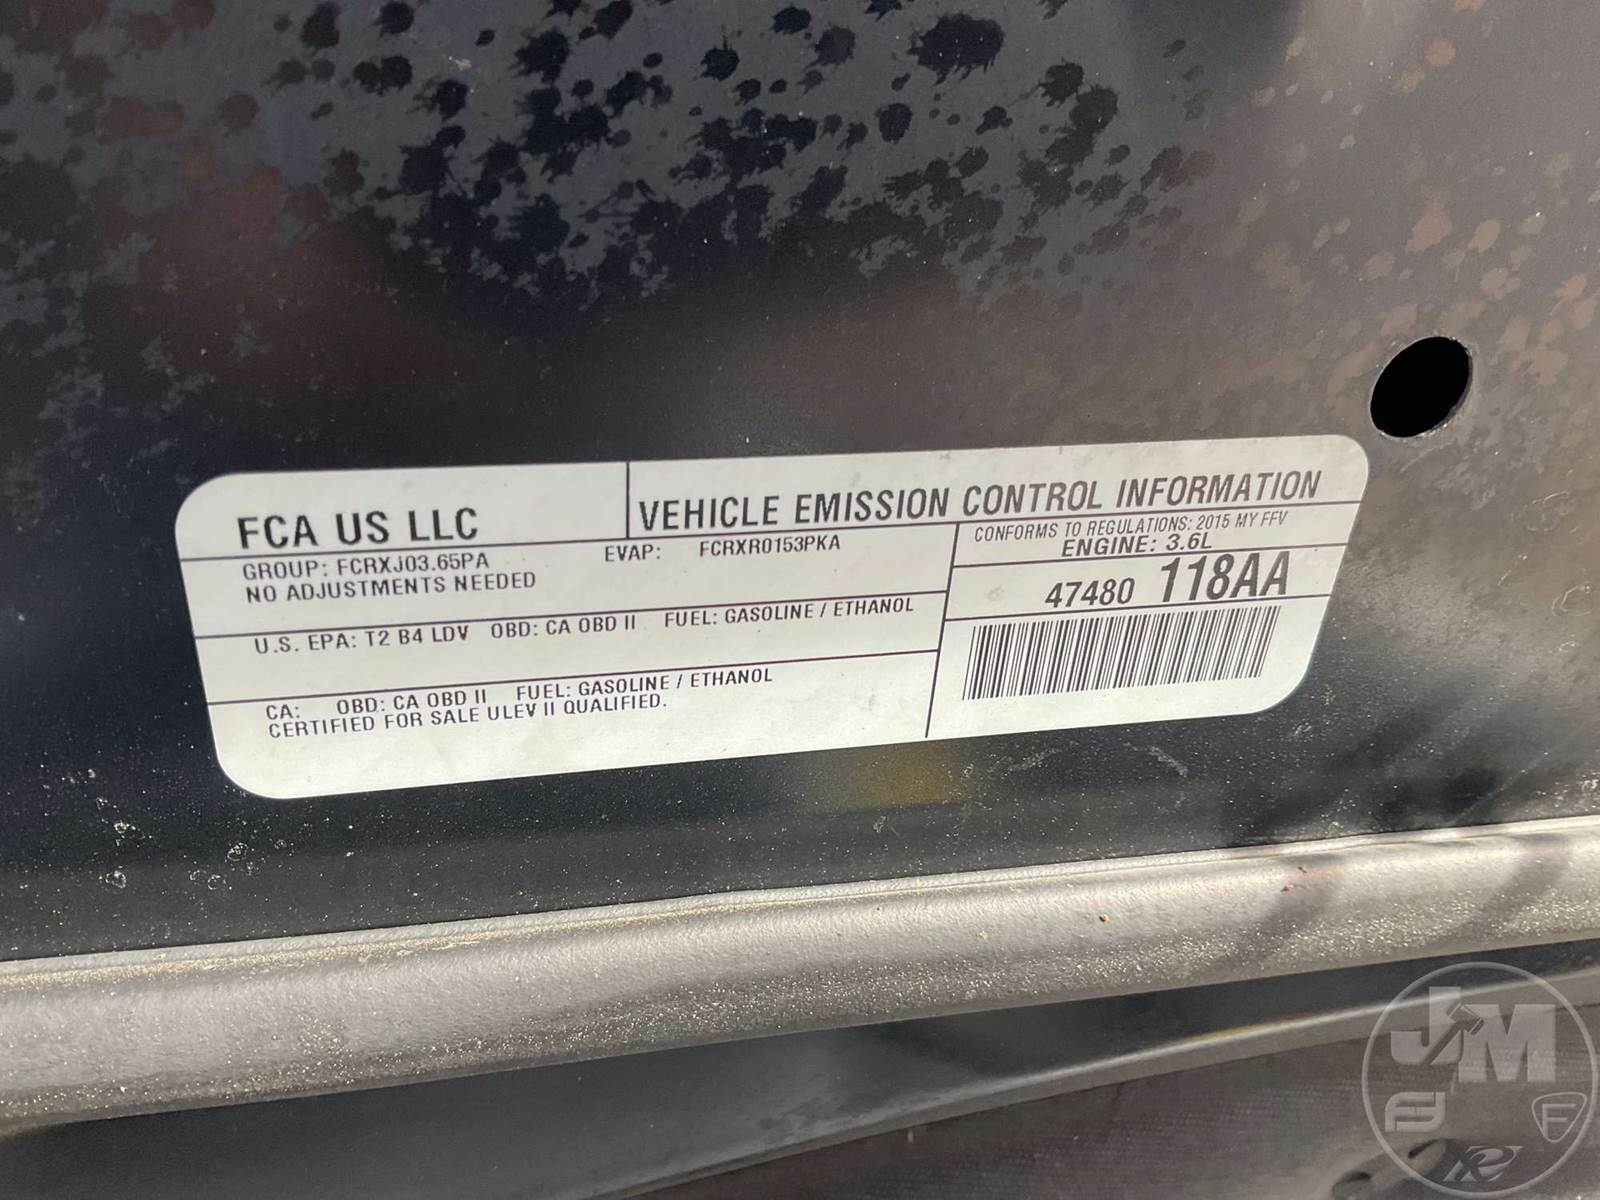 FCA US LLC
VEHICLE EMISSION CONTROL INFORMATION
GROUP: FCRXJ03.65PA EVAP: FCRXR0153PKA
NO ADJUSTMENTS NEEDED
CONFORMS TO REGULATIONS: 2015 MY FFV
ENGINE: 3.6L
47480 118AA
U.S. EPA: T2 B4 LDV OBD: CA OBD II FUEL: GASOLINE / ETHANOL
CA: OBD: CA OBD II FUEL: GASOLINE / ETHANOL
CERTIFIED FOR SALE ULEV II QUALIFIED.
JM